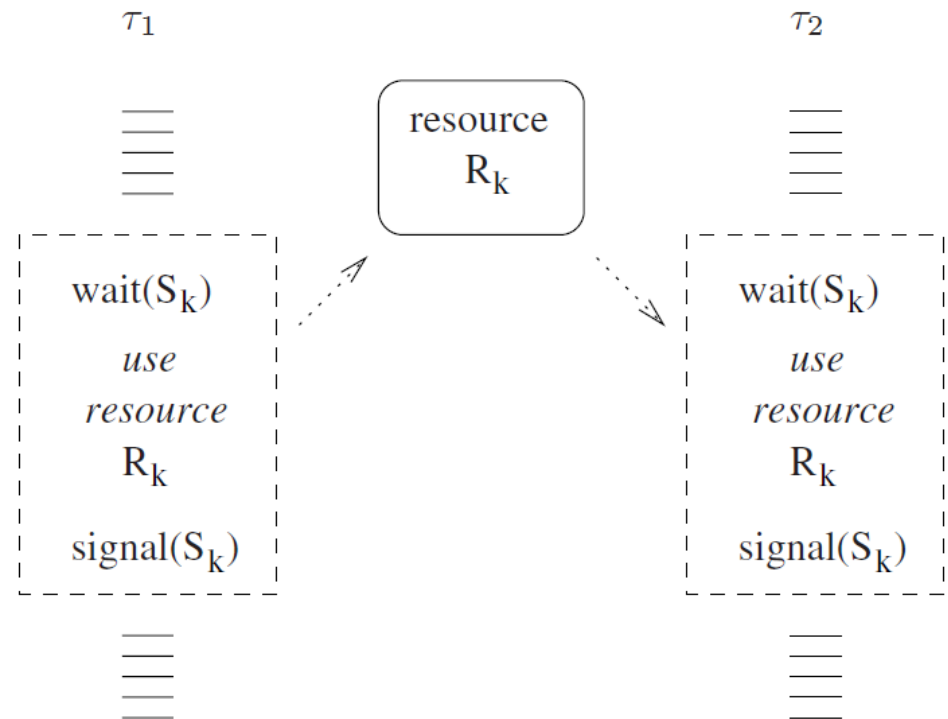 τ1
τ2
resource
Rk
wait(Sk)
use
resource
Rk
signal(Sk)
wait(Sk)
use
resource
Rk
signal(Sk)